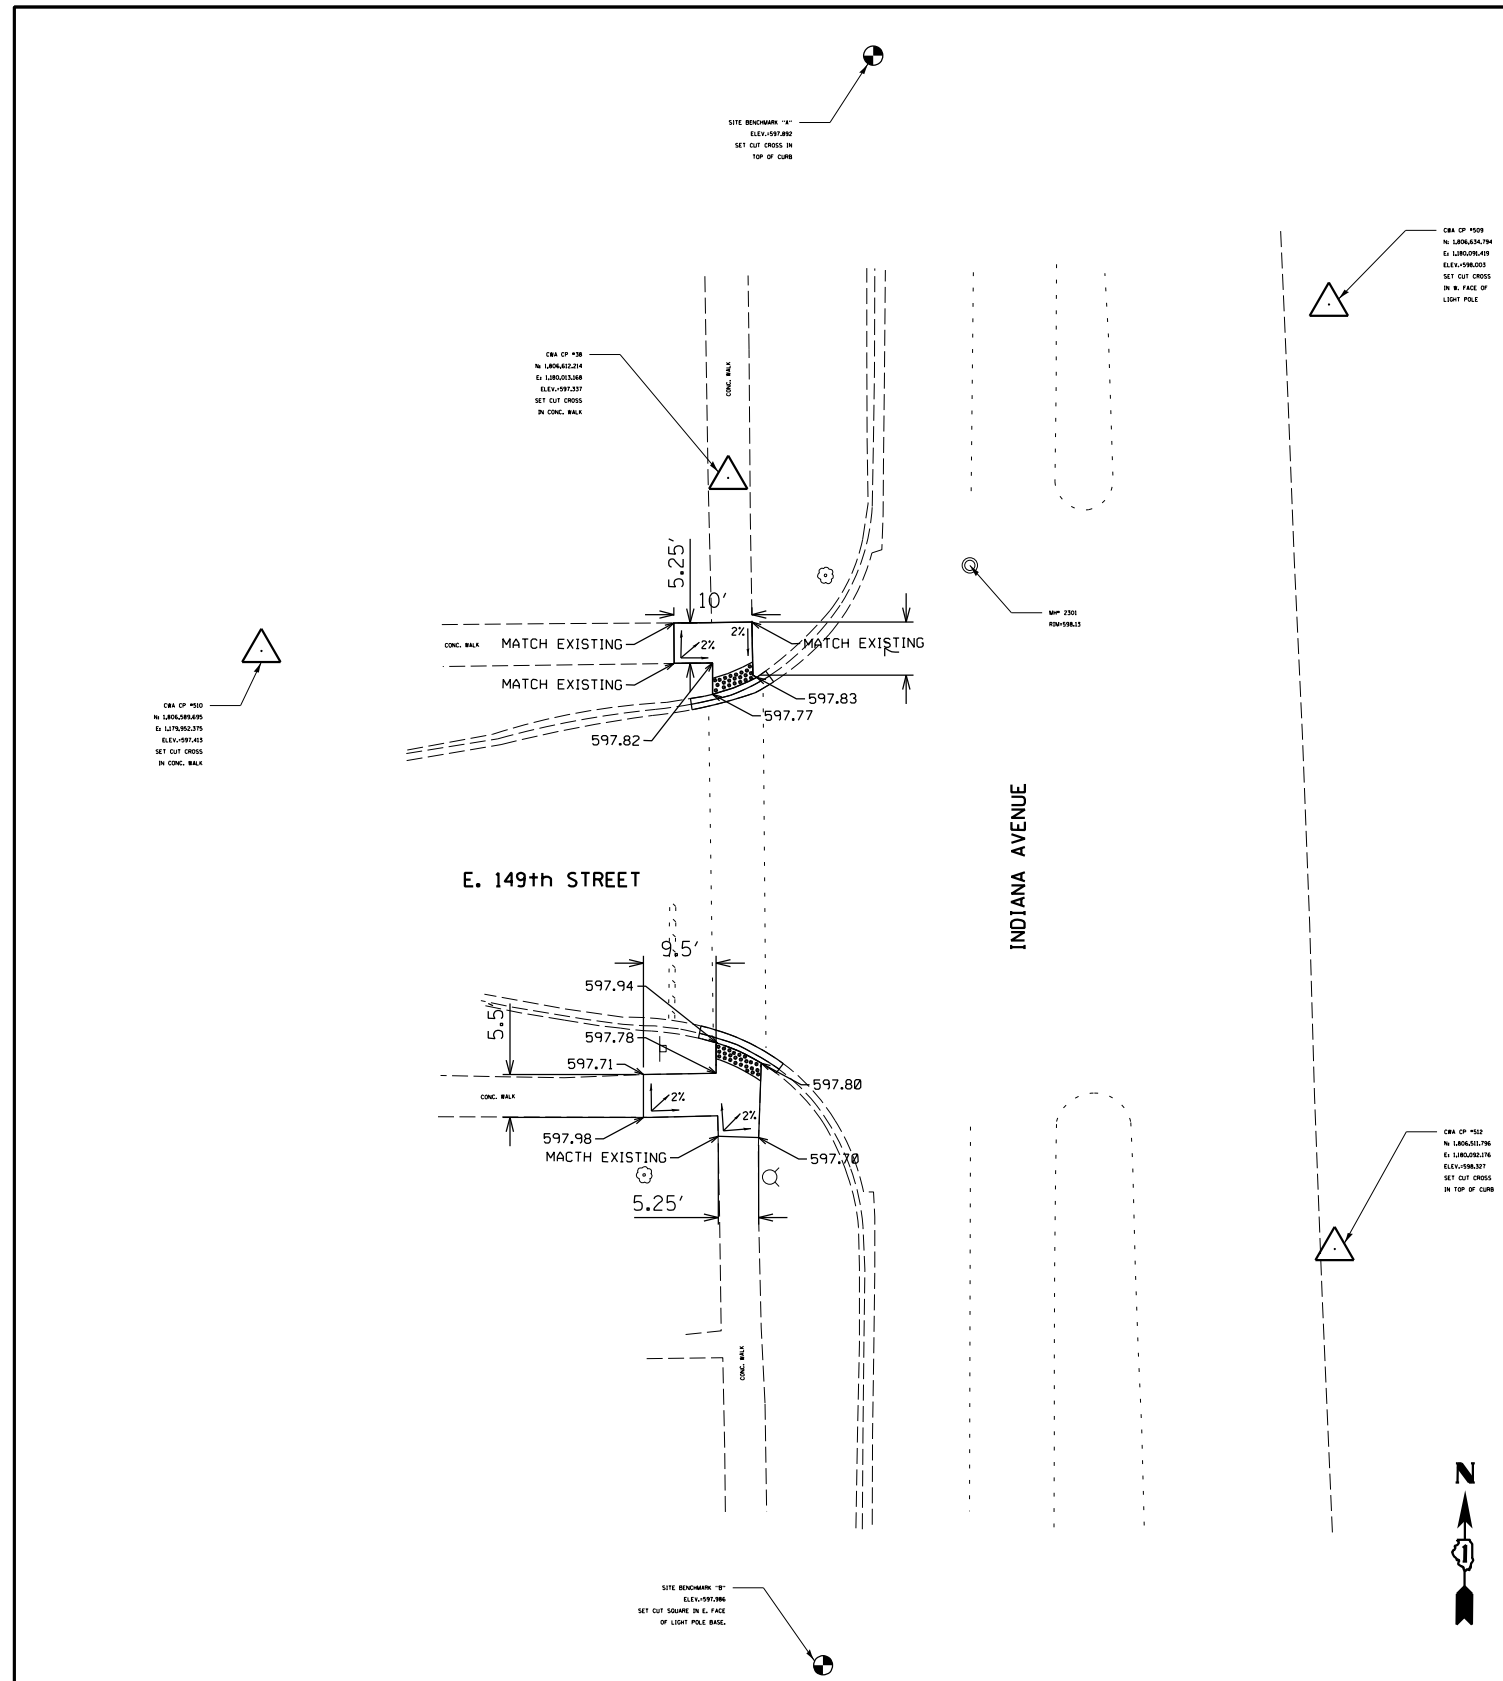 SITE BENCHMARK "A"
ELEV.=597.892
SET CUT CROSS IN
TOP OF CURB
CWA CP #509
N: 1,806,634.794
E: 1,180,091.419
ELEV.=598.003
SET CUT CROSS
IN W. FACE OF
LIGHT POLE
CWA CP #38
N: 1,806,612.214
E: 1,180,013.168
ELEV.=597.337
SET CUT CROSS
IN CONC. WALK
CONC. WALK
5.25'
10'
MH# 2301
RIM=598.13
CONC. WALK
MATCH EXISTING
2%
2%
MATCH EXISTING
7'
MATCH EXISTING
597.83
597.77
597.82
CWA CP #510
N: 1,806,589.695
E: 1,179,952.375
ELEV.=597.413
SET CUT CROSS
IN CONC. WALK
E. 149th STREET
INDIANA AVENUE
9.5'
597.94
5.5'
597.78
597.71
597.80
CONC. WALK
2%
2%
597.98
MACTH EXISTING
597.70
5.25'
CWA CP #512
N: 1,806,511.796
E: 1,180,092.176
ELEV.=598.327
SET CUT CROSS
IN TOP OF CURB
CONC. WALK
N
1
SITE BENCHMARK "B"
ELEV.=597.986
SET CUT SQUARE IN E. FACE
OF LIGHT POLE BASE.